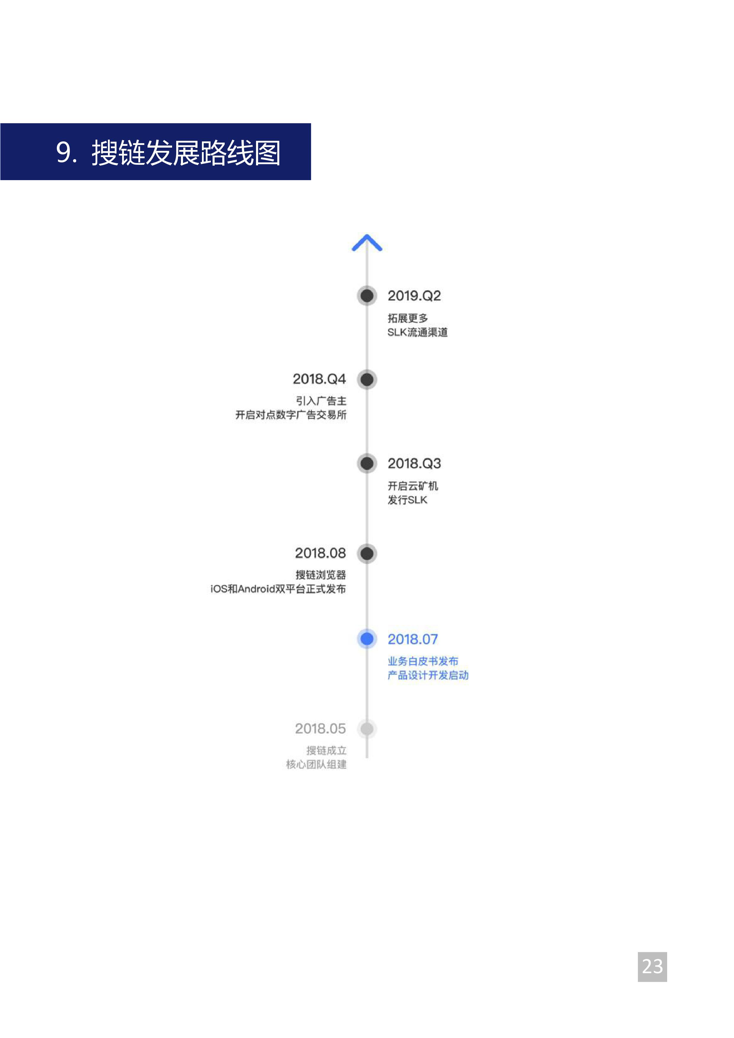 9. 搜链发展路线图
2019.Q2
拓展更多
SLK流通渠道
2018.Q4
引入广告主
开启对点数字广告交易所
2018.Q3
开启云矿机
发行SLK
2018.08
搜链浏览器
iOS和Android双平台正式发布
2018.07
业务白皮书发布
产品设计开发启动
2018.05
搜链成立
核心团队组建
23